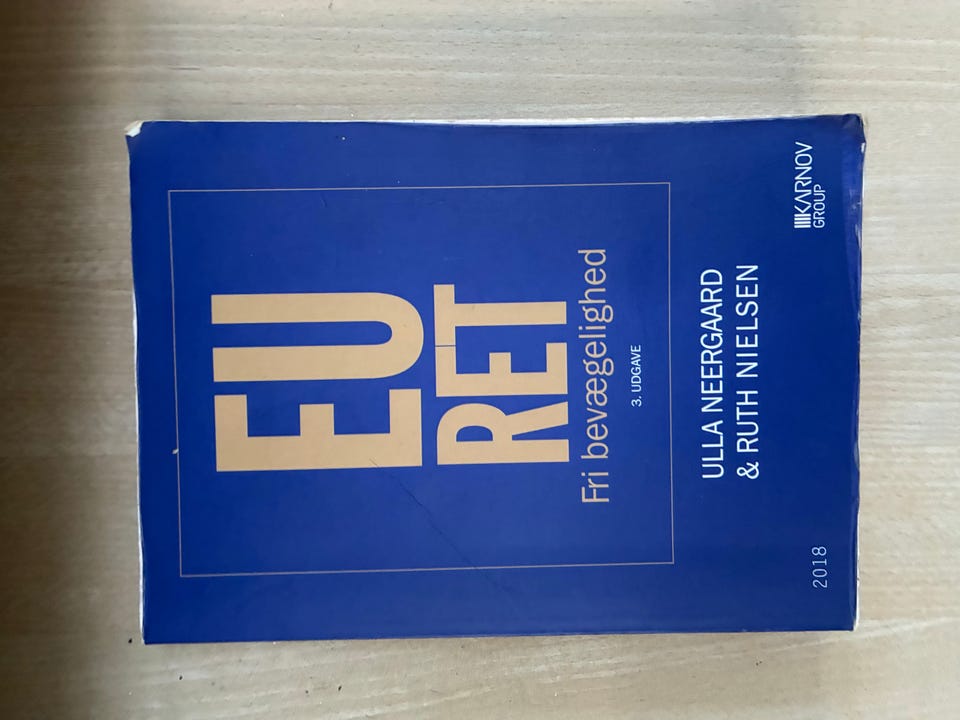 EU
RET
Fri bevægelighed
3. UDGAVE
ULLA NEERGAARD
& RUTH NIELSEN
2018
KARNOV
GROUP